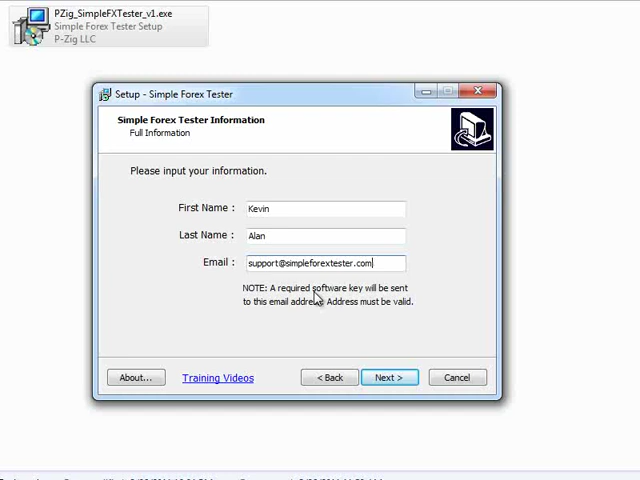 PZig_SimpleFXTester_v1.exe
Simple Forex Tester Setup
P-Zig LLC
Setup - Simple Forex Tester
Simple Forex Tester Information
Full Information
Please input your information.
First Name : Kevin
Last Name : Alan
Email : support@simpleforextester.com
NOTE: A required software key will be sent
to this email address. Address must be valid.
About... Training Videos < Back Next > Cancel